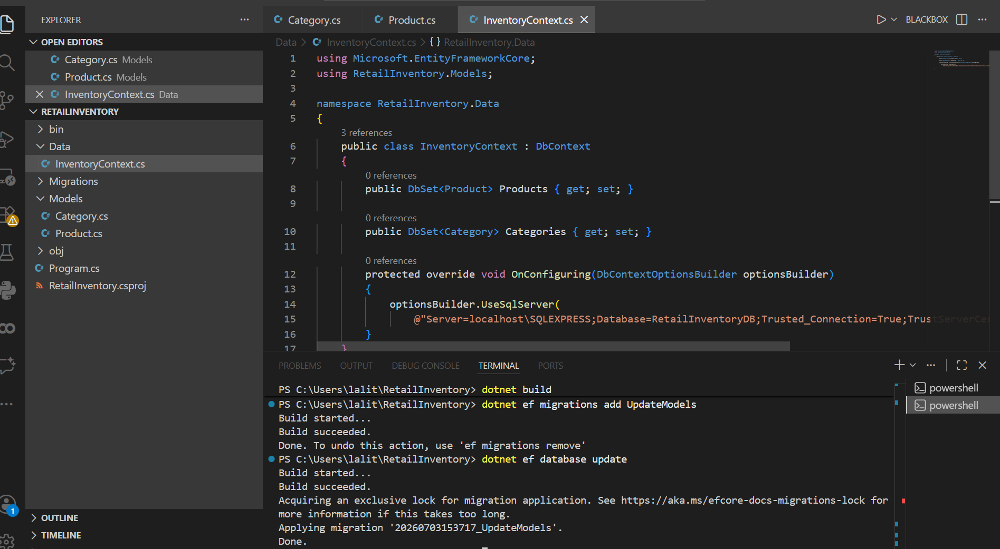 EXPLORER
OPEN EDITORS
Category.cs Models
Product.cs Models
InventoryContext.cs Data
RETAILINVENTORY
bin
Data
InventoryContext.cs
Migrations
Models
Category.cs
Product.cs
obj
Program.cs
RetailInventory.csproj
OUTLINE
TIMELINE
1
Category.cs
Product.cs
InventoryContext.cs
BLACKBOX
Data > InventoryContext.cs > {} RetailInventory.Data
1 using Microsoft.EntityFrameworkCore;
2 using RetailInventory.Models;
3
4 namespace RetailInventory.Data
5 {
3 references
6 public class InventoryContext : DbContext
7 {
0 references
8 public DbSet<Product> Products { get; set; }
9
0 references
10 public DbSet<Category> Categories { get; set; }
11
0 references
12 protected override void OnConfiguring(DbContextOptionsBuilder optionsBuilder)
13 {
14 optionsBuilder.UseSqlServer(
15 @"Server=localhost\SQLEXPRESS;Database=RetailInventoryDB;Trusted_Connection=True;TrustServerCer
16 }
17 }
PROBLEMS
OUTPUT
DEBUG CONSOLE
TERMINAL
PORTS
PS C:\Users\lalit\RetailInventory> dotnet build
PS C:\Users\lalit\RetailInventory> dotnet ef migrations add UpdateModels
Build started...
Build succeeded.
Done. To undo this action, use 'ef migrations remove'
PS C:\Users\lalit\RetailInventory> dotnet ef database update
Build started...
Build succeeded.
Acquiring an exclusive lock for migration application. See https://aka.ms/efcore-docs-migrations-lock for
more information if this takes too long.
Applying migration '20260703153717_UpdateModels'.
Done.
powershell
powershell